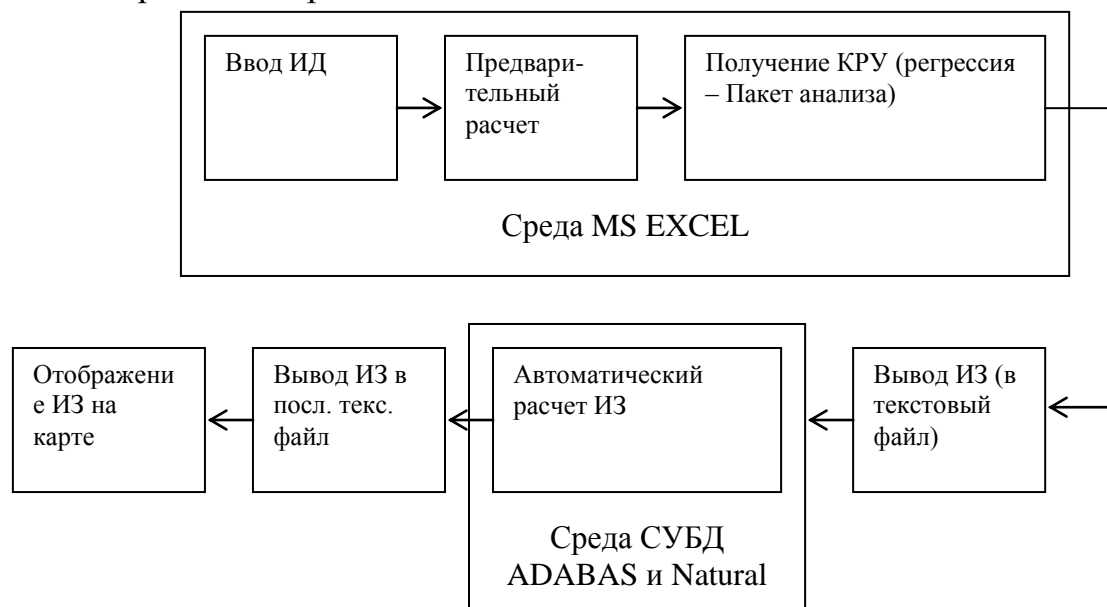 Ввод ИД
Предвари-
тельный
расчет
Получение КРУ (регрессия
– Пакет анализа)
Среда MS EXCEL
Отображени
е ИЗ на
карте
Вывод ИЗ в
посл. текс.
файл
Автоматический
расчет ИЗ
Вывод ИЗ (в
текстовый
файл)
Среда СУБД
ADABAS и Natural